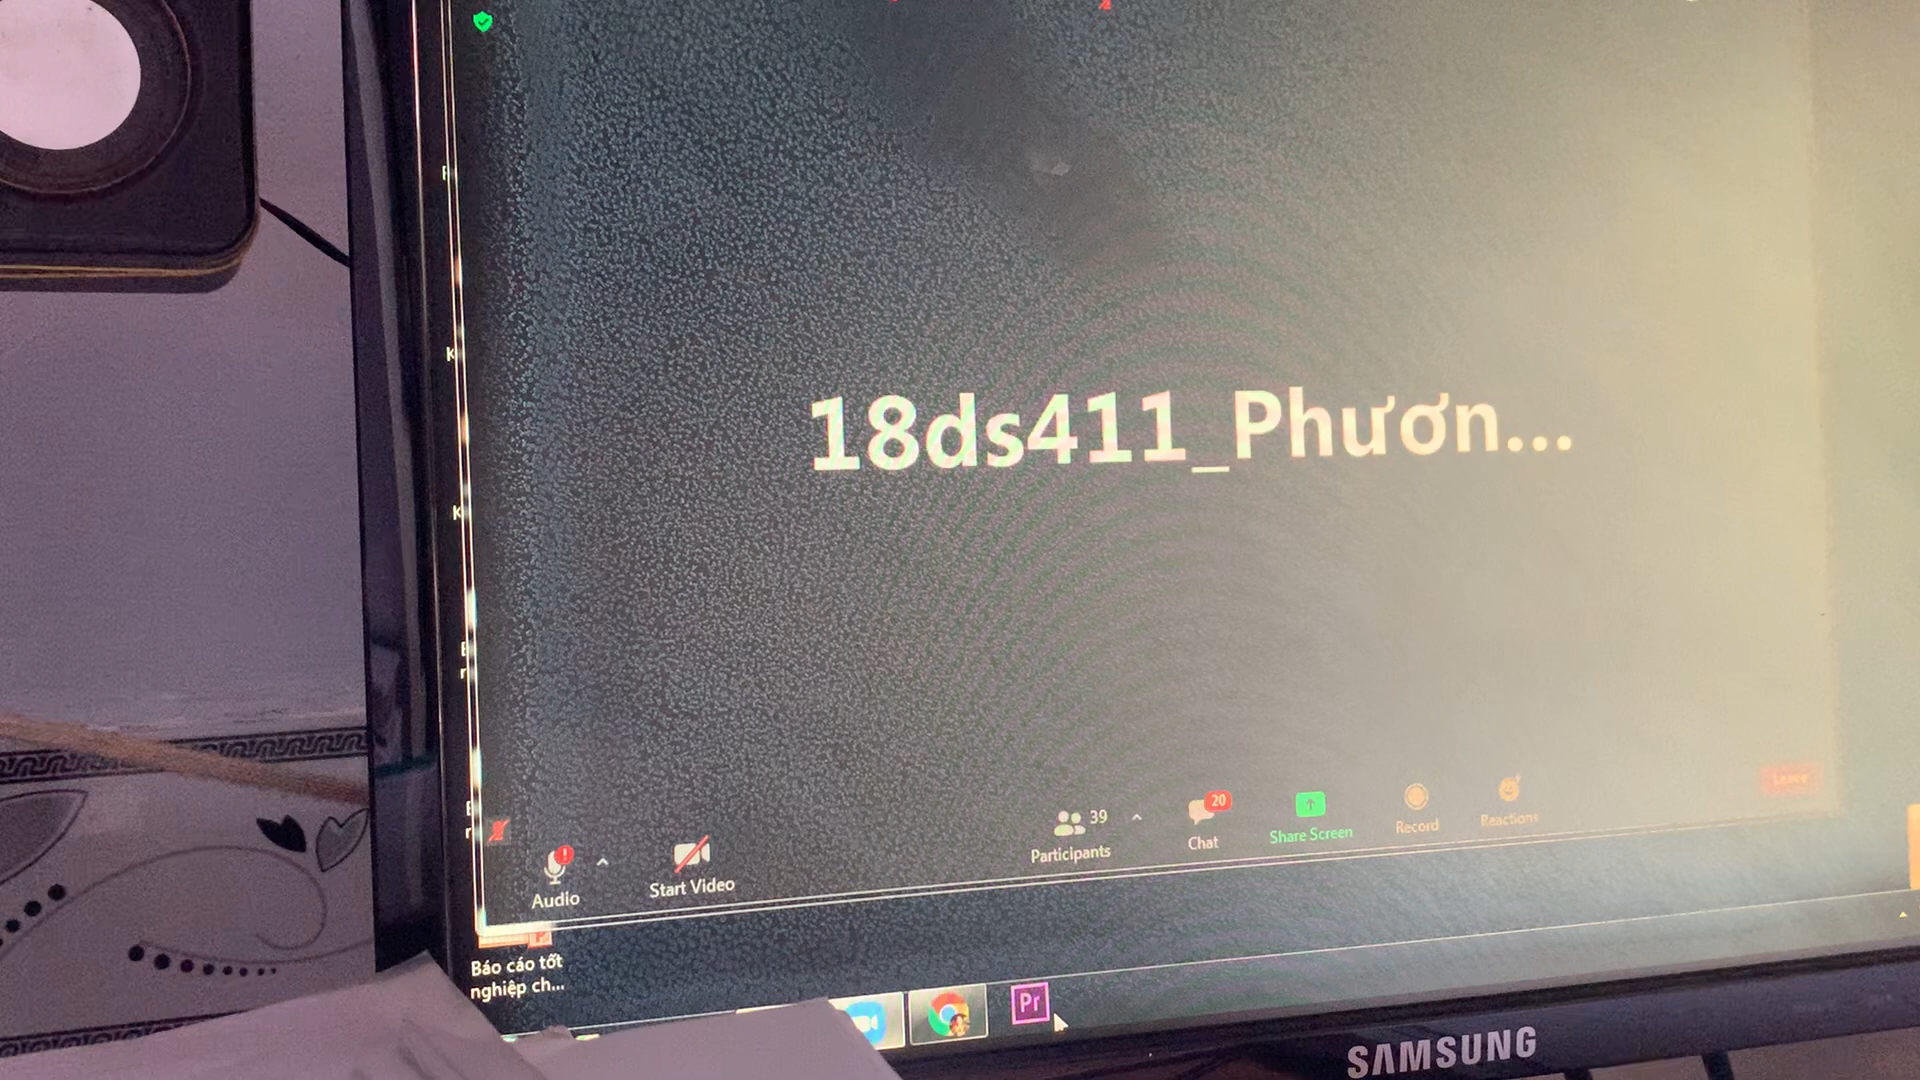 18ds411_Phươn...
39
Participants
20
Chat
Share Screen
Record
Reactions
Leave
Audio
Start Video
Báo cáo tốt
nghiệp ch...
Pr
SAMSUNG